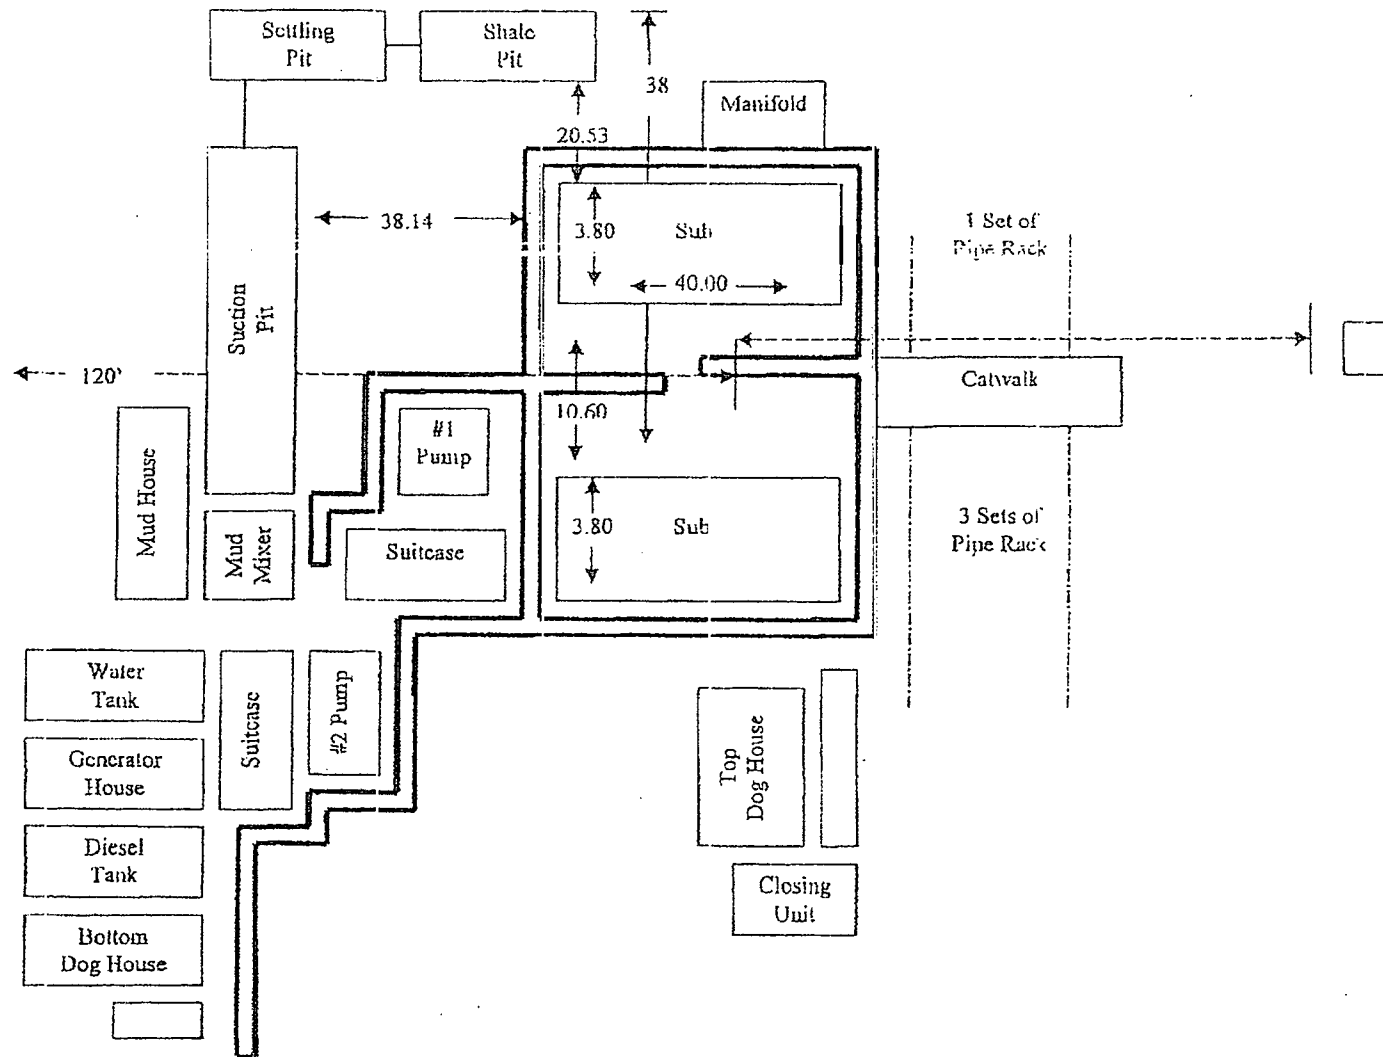 Settling
Pit
Shale
Pit
38
Manifold
20.53
38.14
3.80
Sub
1 Set of
Pipe Rack
40.00
Suction
Pit
120'
Catwalk
10.60
#1
Pump
Mud House
3.80
Sub
3 Sets of
Pipe Rack
Mud
Mixer
Suitcase
Water
Tank
Suitcase
#2 Pump
Generator
House
Top
Dog House
Diesel
Tank
Closing
Unit
Bottom
Dog House